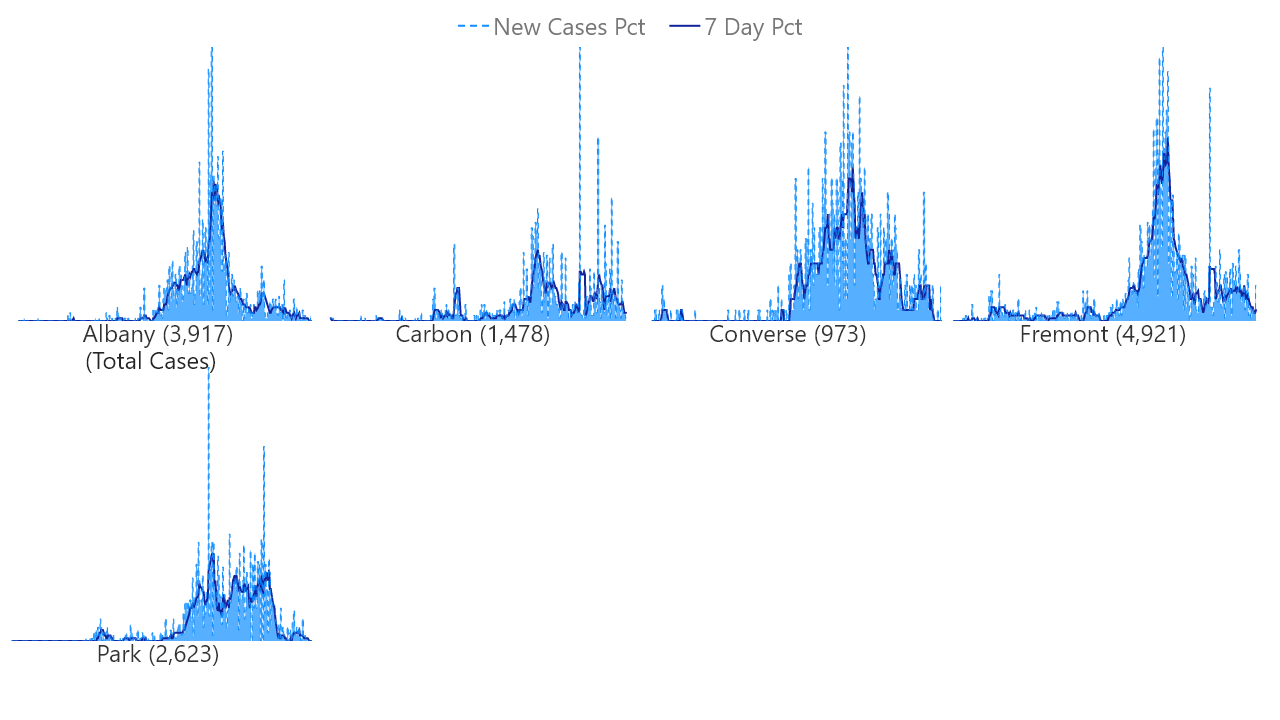 New Cases Pct 7 Day Pct
Albany (3,917) Carbon (1,478) Converse (973) Fremont (4,921)
(Total Cases)
Park (2,623)